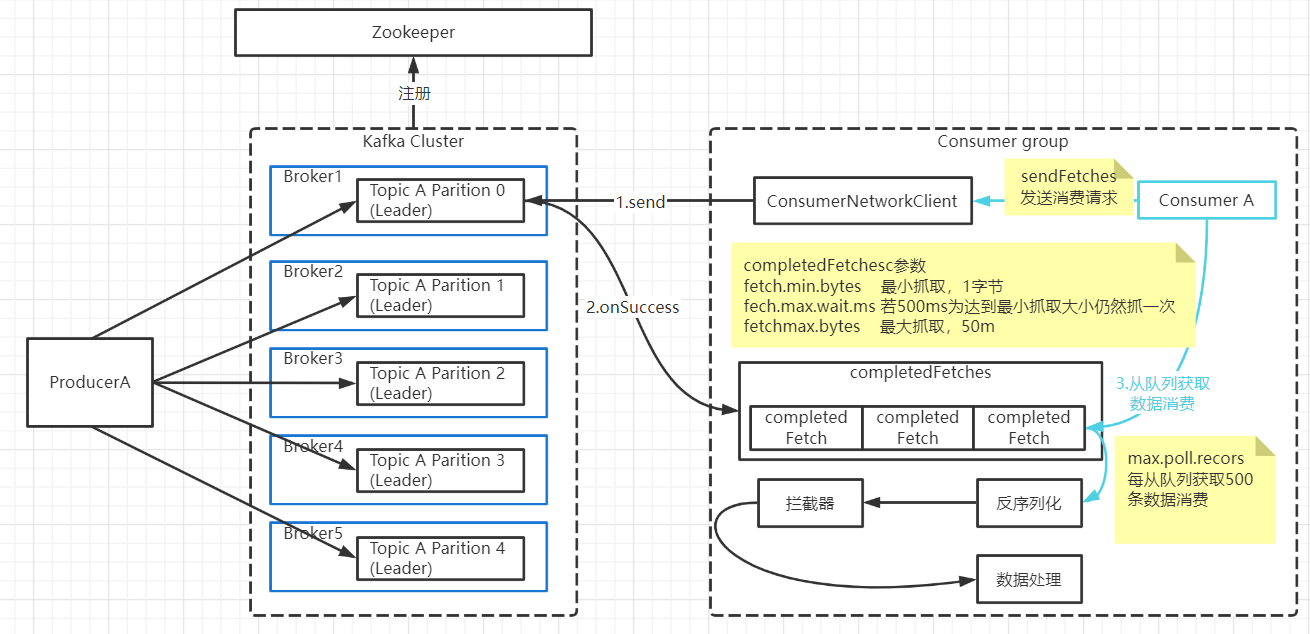 Zookeeper
注册
Kafka Cluster
Broker1
Topic A Parition 0
(Leader)
Broker2
Topic A Parition 1
(Leader)
Broker3
Topic A Parition 2
(Leader)
Broker4
Topic A Parition 3
(Leader)
Broker5
Topic A Parition 4
(Leader)
ProducerA
1.send
2.onSuccess
Consumer group
ConsumerNetworkClient
sendFetches
发送消费请求
Consumer A
completedFetchesc参数
fetch.min.bytes 最小抓取，1字节
fech.max.wait.ms 若500ms为达到最小抓取大小仍然抓一次
fetchmax.bytes 最大抓取，50m
completedFetches
completed
Fetch
completed
Fetch
completed
Fetch
3.从队列获取
数据消费
max.poll.recors
每从队列获取500
条数据消费
拦截器
反序列化
数据处理